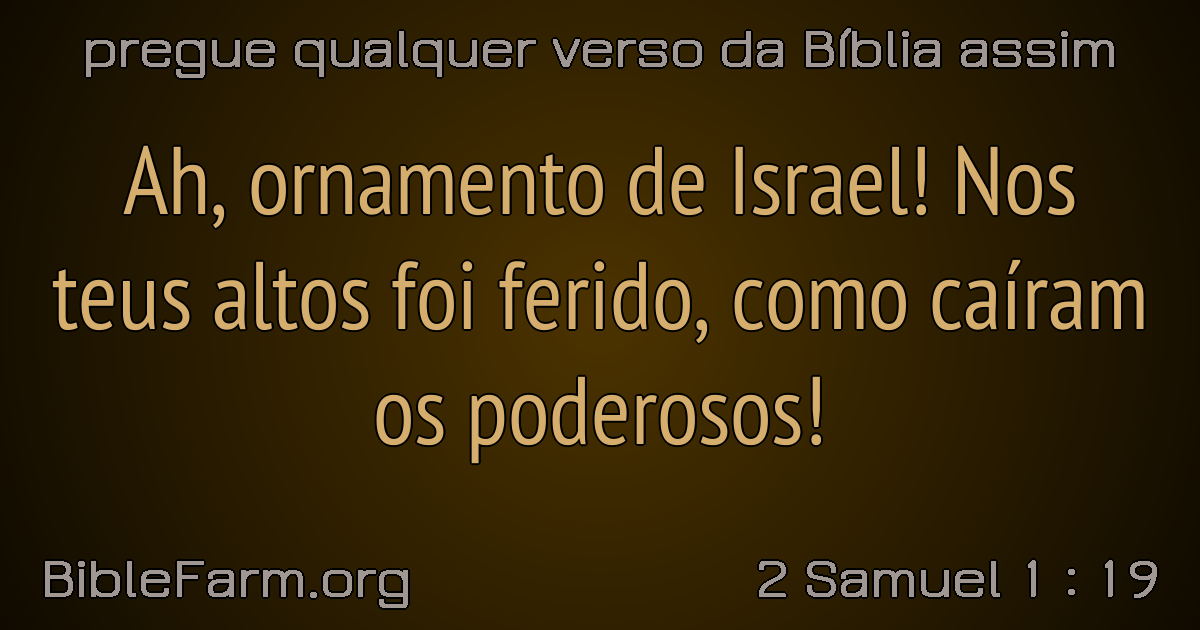 pregue qualquer verso da Bíblia assim
Ah, ornamento de Israel! Nos
teus altos foi ferido, como caíram
os poderosos!
BibleFarm.org
2 Samuel 1 : 19